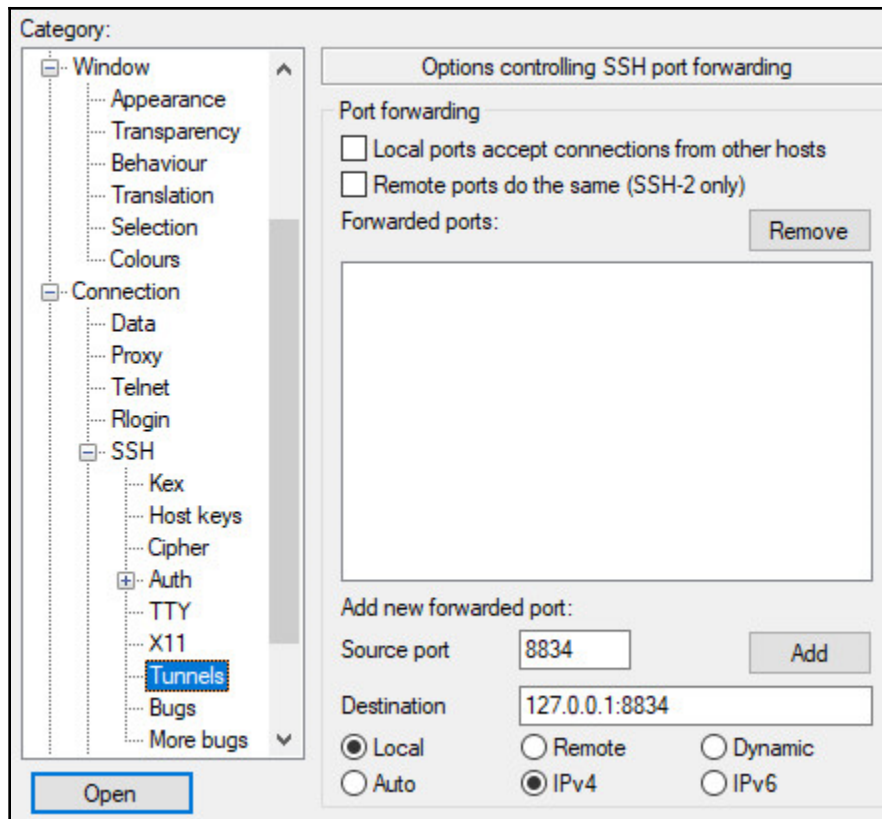 Category:
Window
Appearance
Transparency
Behaviour
Translation
Selection
Colours
Connection
Data
Proxy
Telnet
Rlogin
SSH
Kex
Host keys
Cipher
Auth
TTY
X11
Tunnels
Bugs
More bugs
Open
Options controlling SSH port forwarding
Port forwarding
Local ports accept connections from other hosts
Remote ports do the same (SSH-2 only)
Forwarded ports: Remove
Add new forwarded port:
Source port 8834 Add
Destination 127.0.0.1:8834
Local Remote Dynamic
Auto IPv4 IPv6